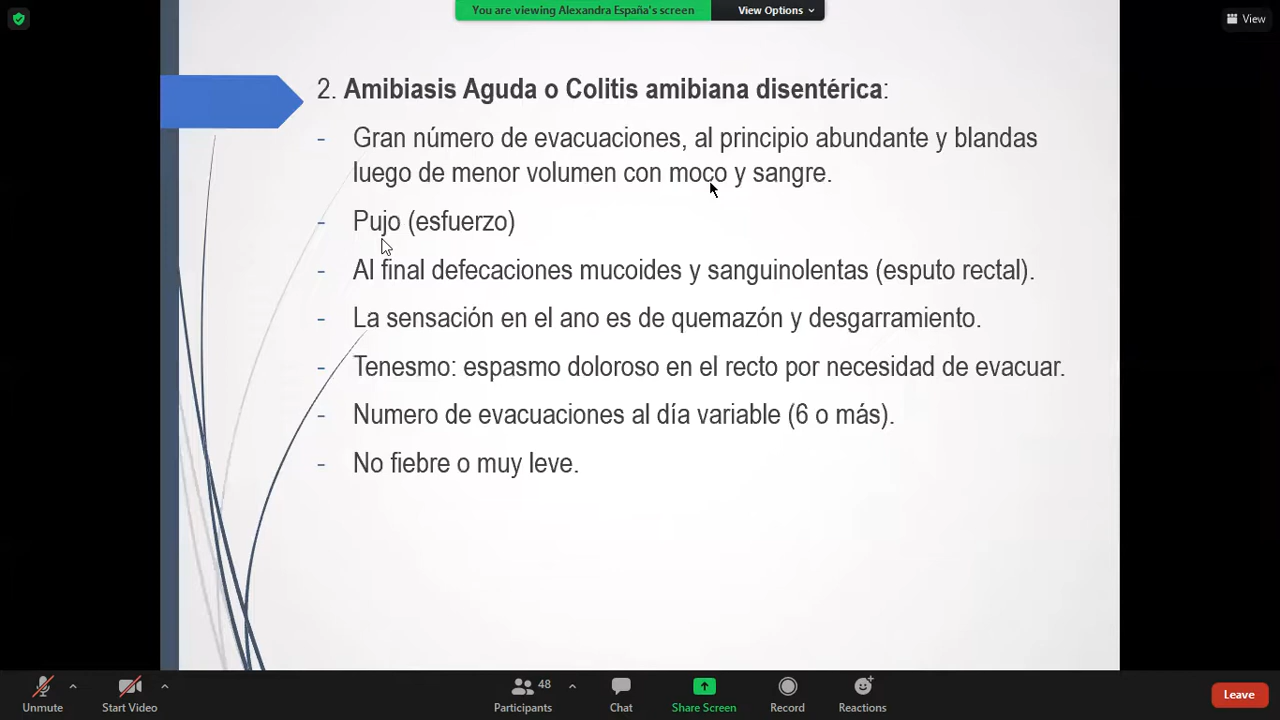 You are viewing Alexandra España's screen
View Options
View
2. Amibiasis Aguda o Colitis amibiana disentérica:
- Gran número de evacuaciones, al principio abundante y blandas
luego de menor volumen con moco y sangre.
- Pujo (esfuerzo)
- Al final defecaciones mucoides y sanguinolentas (esputo rectal).
- La sensación en el ano es de quemazón y desgarramiento.
- Tenesmo: espasmo doloroso en el recto por necesidad de evacuar.
- Numero de evacuaciones al día variable (6 o más).
- No fiebre o muy leve.
48
Unmute
Start Video
Participants
Chat
Share Screen
Record
Reactions
Leave